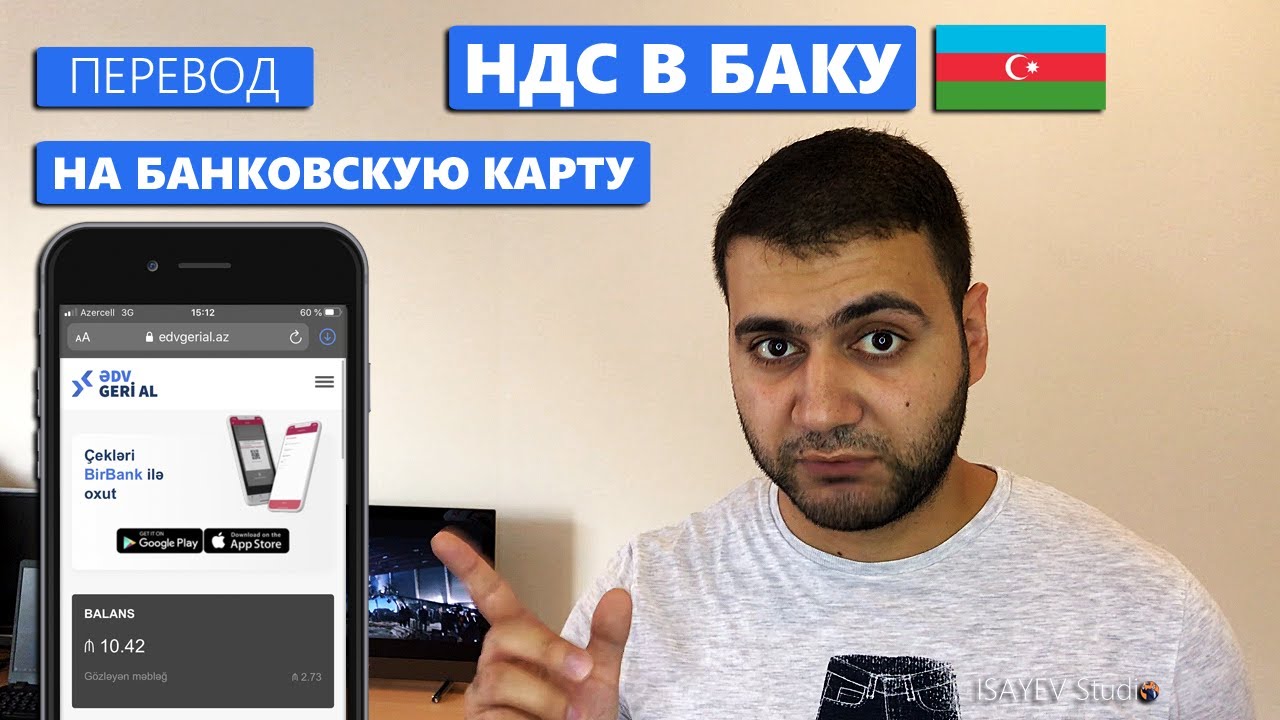 ПЕРЕВОД
НДС В БАКУ
НА БАНКОВСКУЮ КАРТУ
Azercell 3G 15:12 60 %
AA edvgerial.az
ƏDV
GERİ AL
Çekləri
BirBank ilə
oxut
GET IT ON
Google Play
Download on the
App Store
BALANS
₼ 10.42
Gözləyən məbləğ ₼ 2.73
ISAYEV Studio